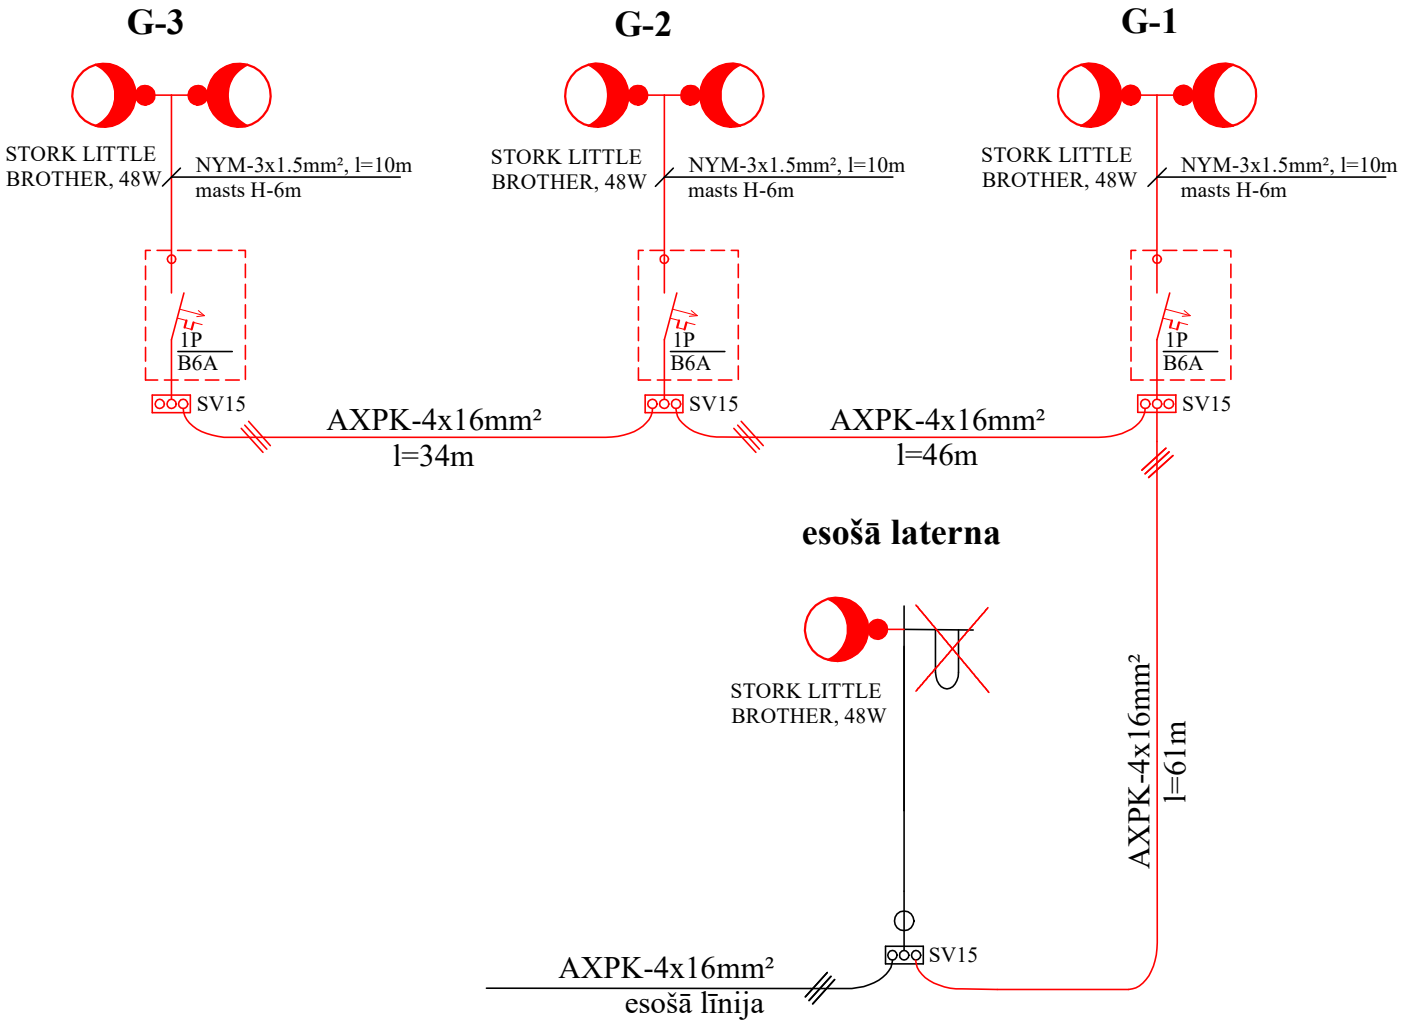 G-3
G-2
G-1
STORK LITTLE
BROTHER, 48W
NYM-3x1.5mm², l=10m
masts H-6m
STORK LITTLE
BROTHER, 48W
NYM-3x1.5mm², l=10m
masts H-6m
STORK LITTLE
BROTHER, 48W
NYM-3x1.5mm², l=10m
masts H-6m
1P
B6A
1P
B6A
1P
B6A
SV15
SV15
SV15
AXPK-4x16mm²
l=34m
AXPK-4x16mm²
l=46m
esošā laterna
STORK LITTLE
BROTHER, 48W
AXPK-4x16mm²
l=61m
SV15
AXPK-4x16mm²
esošā līnija